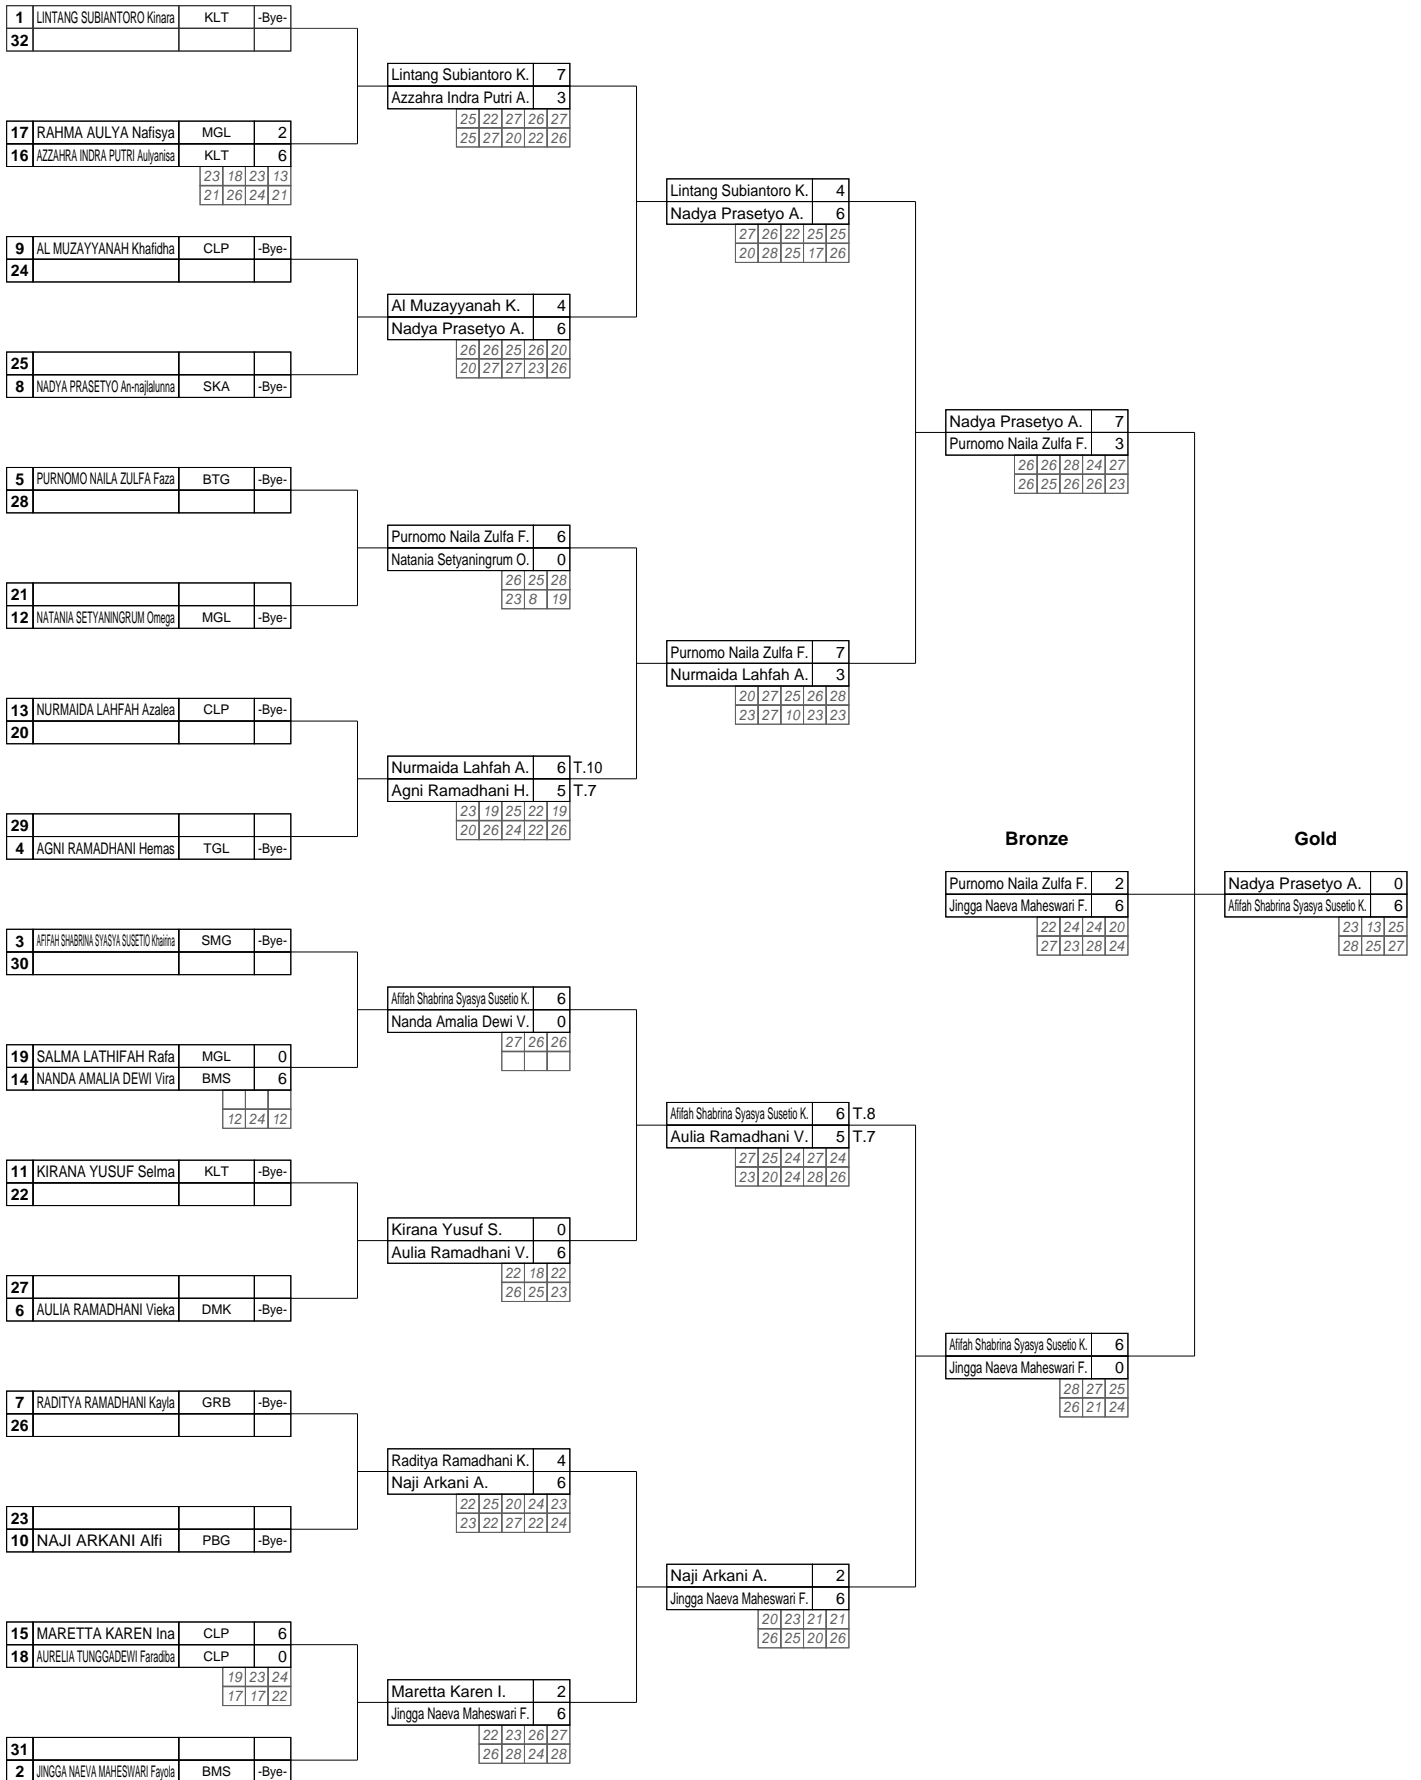 1 LINTANG SUBIANTORO Kinara KLT -Bye-
32
17 RAHMA AULYA Nafisya MGL 2
16 AZZAHRA INDRA PUTRI Aulyanisa KLT 6
23 18 23 13
21 26 24 21
9 AL MUZAYYANAH Khafidha CLP -Bye-
24
25
8 NADYA PRASETYO An-najlalunna SKA -Bye-
5 PURNOMO NAILA ZULFA Faza BTG -Bye-
28
21
12 NATANIA SETYANINGRUM Omega MGL -Bye-
13 NURMAIDA LAHFAH Azalea CLP -Bye-
20
29
4 AGNI RAMADHANI Hemas TGL -Bye-
3 AFIFAH SHABRINA SYASYA SUSETIO Khairina SMG -Bye-
30
19 SALMA LATHIFAH Rafa MGL 0
14 NANDA AMALIA DEWI Vira BMS 6
12 24 12
11 KIRANA YUSUF Selma KLT -Bye-
22
27
6 AULIA RAMADHANI Vieka DMK -Bye-
7 RADITYA RAMADHANI Kayla GRB -Bye-
26
23
10 NAJI ARKANI Alfi PBG -Bye-
15 MARETTA KAREN Ina CLP 6
18 AURELIA TUNGGADEWI Faradiba CLP 0
19 23 24
17 17 22
31
2 JINGGA NAEVA MAHESWARI Fayola BMS -Bye-
Lintang Subiantoro K. 7
Azzahra Indra Putri A. 3
25 22 27 26 27
25 27 20 22 26
Al Muzayyanah K. 4
Nadya Prasetyo A. 6
26 26 25 26 20
20 27 27 23 26
Purnomo Naila Zulfa F. 6
Natania Setyaningrum O. 0
26 25 28
23 8 19
Nurmaida Lahfah A. 6 T.10
Agni Ramadhani H. 5 T.7
23 19 25 22 19
20 26 24 22 26
Afifah Shabrina Syasya Susetio K. 6
Nanda Amalia Dewi V. 0
27 26 26
Kirana Yusuf S. 0
Aulia Ramadhani V. 6
22 18 22
26 25 23
Raditya Ramadhani K. 4
Naji Arkani A. 6
22 25 20 24 23
23 22 27 22 24
Maretta Karen I. 2
Jingga Naeva Maheswari F. 6
22 23 26 27
26 28 24 28
Lintang Subiantoro K. 4
Nadya Prasetyo A. 6
27 26 22 25 25
20 28 25 17 26
Purnomo Naila Zulfa F. 7
Nurmaida Lahfah A. 3
20 27 25 26 28
23 27 10 23 23
Afifah Shabrina Syasya Susetio K. 6 T.8
Aulia Ramadhani V. 5 T.7
27 25 24 27 24
23 20 24 28 26
Naji Arkani A. 2
Jingga Naeva Maheswari F. 6
20 23 21 21
26 25 20 26
Nadya Prasetyo A. 7
Purnomo Naila Zulfa F. 3
26 26 28 24 27
26 25 26 26 23
Afifah Shabrina Syasya Susetio K. 6
Jingga Naeva Maheswari F. 0
28 27 25
26 21 24
Bronze
Purnomo Naila Zulfa F. 2
Jingga Naeva Maheswari F. 6
22 24 24 20
27 23 28 24
Gold
Nadya Prasetyo A. 0
Afifah Shabrina Syasya Susetio K. 6
23 13 25
28 25 27